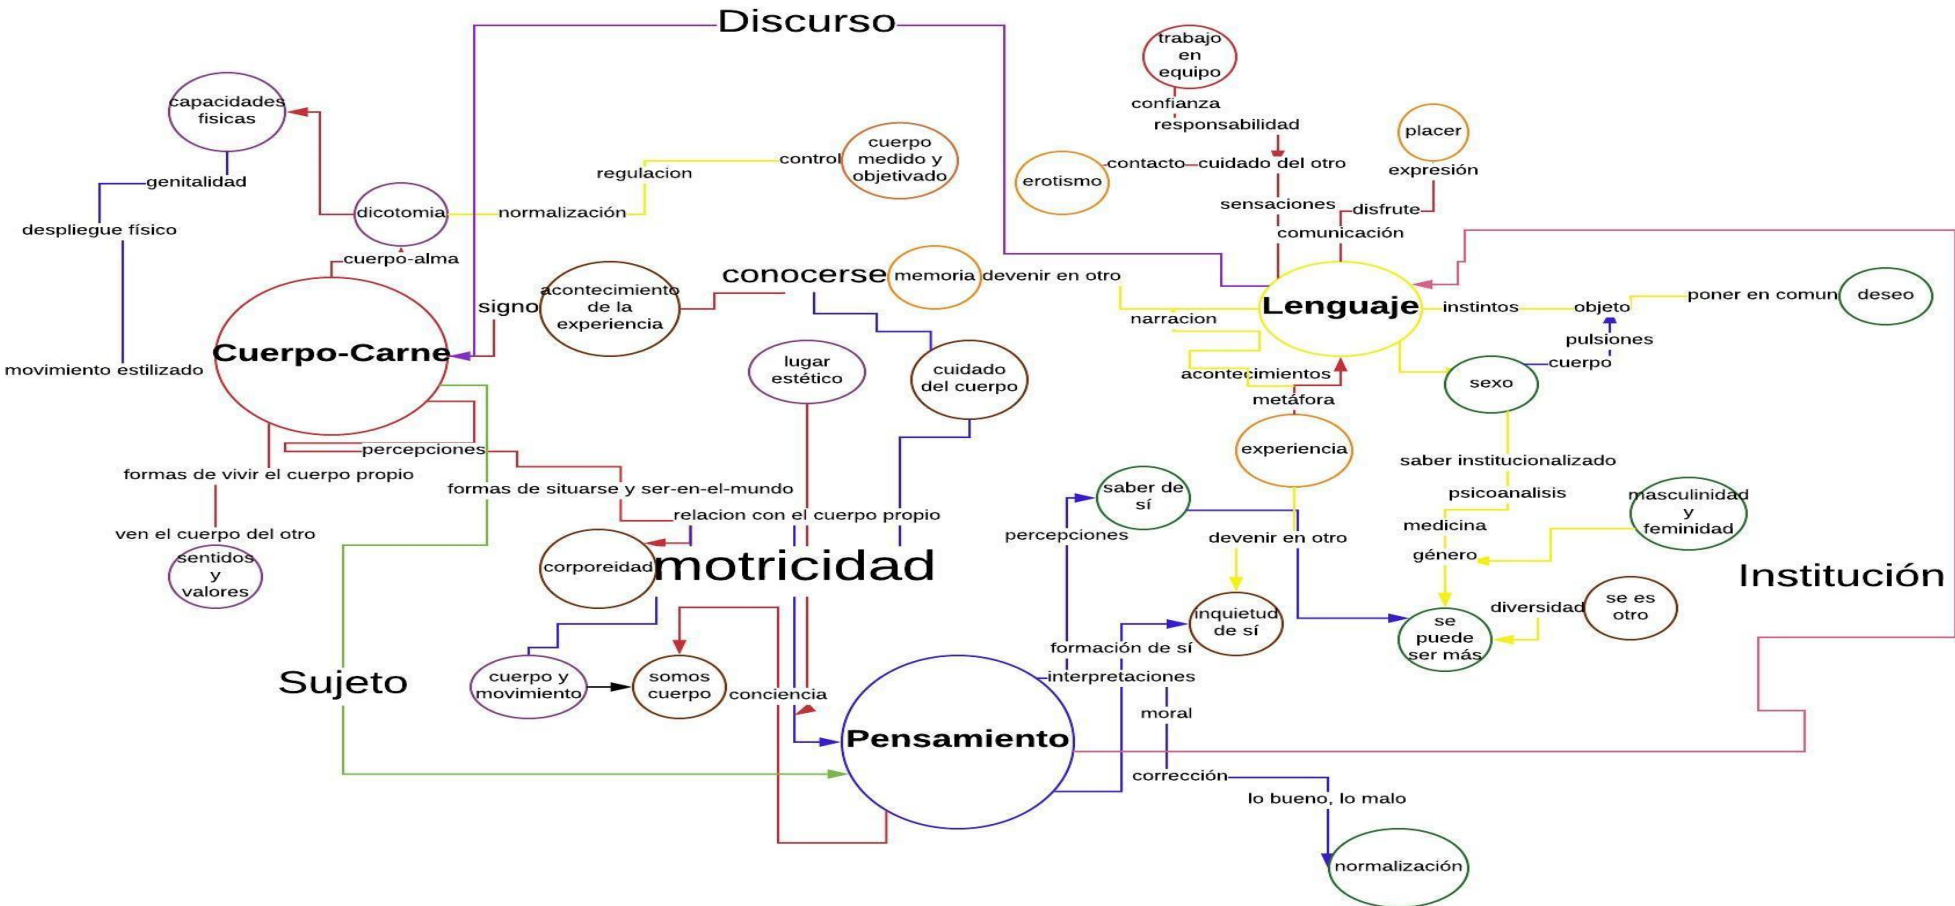 Discurso
trabajo
en
equipo
confianza
responsabilidad
capacidades
fisicas
placer
cuerpo
medido y
objetivado
control
regulacion
contacto
cuidado del otro
expresión
erotismo
genitalidad
dicotomia
normalización
sensaciones
disfrute
despliegue físico
comunicación
cuerpo-alma
conocerse
memoria
devenir en otro
acontecimiento
de la
experiencia
signo
Lenguaje
instintos
objeto
poner en comun
deseo
narracion
pulsiones
Cuerpo-Carne
lugar
estético
cuidado
del cuerpo
cuerpo
movimiento estilizado
acontecimientos
sexo
metáfora
percepciones
experiencia
saber institucionalizado
formas de vivir el cuerpo propio
formas de situarse y ser-en-el-mundo
saber de
sí
psicoanalisis
masculinidad
y
feminidad
relacion con el cuerpo propio
medicina
ven el cuerpo del otro
percepciones
devenir en otro
género
sentidos
y
valores
corporeidad
motricidad
Institución
inquietud
de sí
diversidad
se es
otro
se
puede
ser más
formación de sí
interpretaciones
Sujeto
cuerpo y
movimiento
somos
cuerpo
conciencia
moral
Pensamiento
corrección
lo bueno, lo malo
normalización